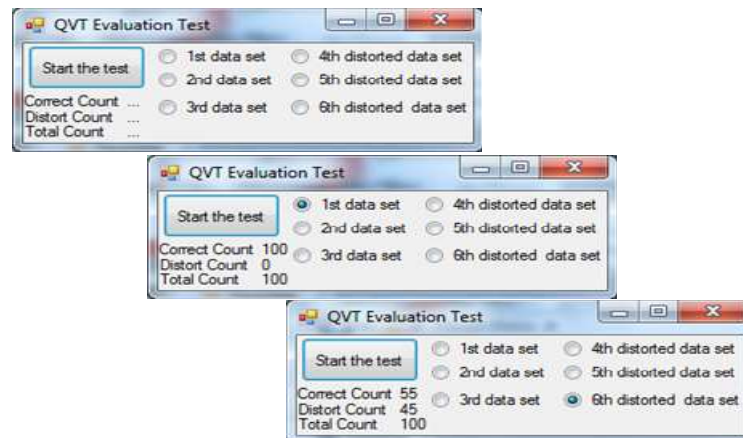 QVT Evaluation Test
Start the test
1st data set
4th distorted data set
2nd data set
5th distorted data set
3rd data set
6th distorted data set
Correct Count ...
Distort Count ...
Total Count ...
QVT Evaluation Test
Start the test
1st data set
4th distorted data set
2nd data set
5th distorted data set
3rd data set
6th distorted data set
Correct Count 100
Distort Count 0
Total Count 100
QVT Evaluation Test
Start the test
1st data set
4th distorted data set
2nd data set
5th distorted data set
3rd data set
6th distorted data set
Correct Count 55
Distort Count 45
Total Count 100